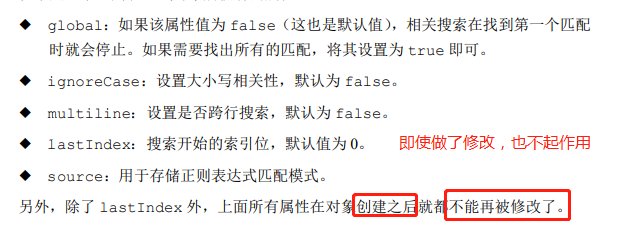 ◆ global：如果该属性值为 false（这也是默认值），相关搜索在找到第一个匹配
时就会停止。如果需要找出所有的匹配，将其设置为 true 即可。
◆ ignoreCase：设置大小写相关性，默认为 false。
◆ multiline：设置是否跨行搜索，默认为 false。
◆ lastIndex：搜索开始的索引位，默认值为 0。 即使做了修改，也不起作用
◆ source：用于存储正则表达式匹配模式。
另外，除了 lastIndex 外，上面所有属性在对象创建之后就都不能再被修改了。